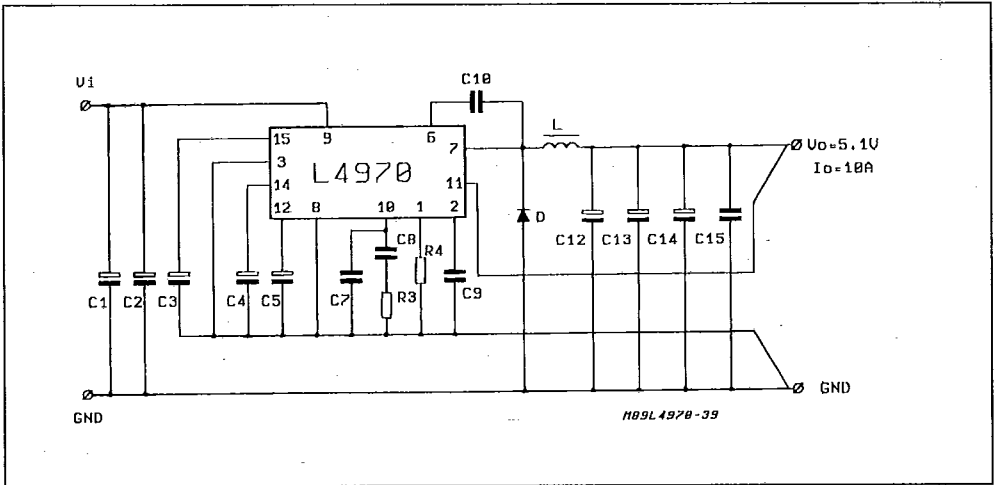 Vi
C10
L
15 9 6
7
3
L4970
14
11
12 8 10 1 2
Vo=5.1V
Io=10A
D
C8
R4
C1 C2 C3 C4 C5 C7 R3 C9
C12 C13 C14 C15
GND
GND
M89L4970-39